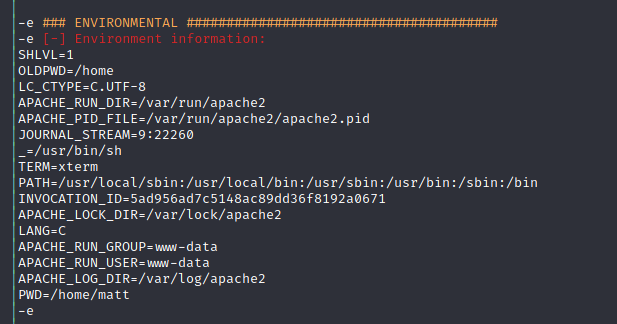 -e ### ENVIRONMENTAL #######################################
-e [-] Environment information:
SHLVL=1
OLDPWD=/home
LC_CTYPE=C.UTF-8
APACHE_RUN_DIR=/var/run/apache2
APACHE_PID_FILE=/var/run/apache2/apache2.pid
JOURNAL_STREAM=9:22260
_=/usr/bin/sh
TERM=xterm
PATH=/usr/local/sbin:/usr/local/bin:/usr/sbin:/usr/bin:/sbin:/bin
INVOCATION_ID=5ad956ad7c5148ac89dd36f8192a0671
APACHE_LOCK_DIR=/var/lock/apache2
LANG=C
APACHE_RUN_GROUP=www-data
APACHE_RUN_USER=www-data
APACHE_LOG_DIR=/var/log/apache2
PWD=/home/matt
-e